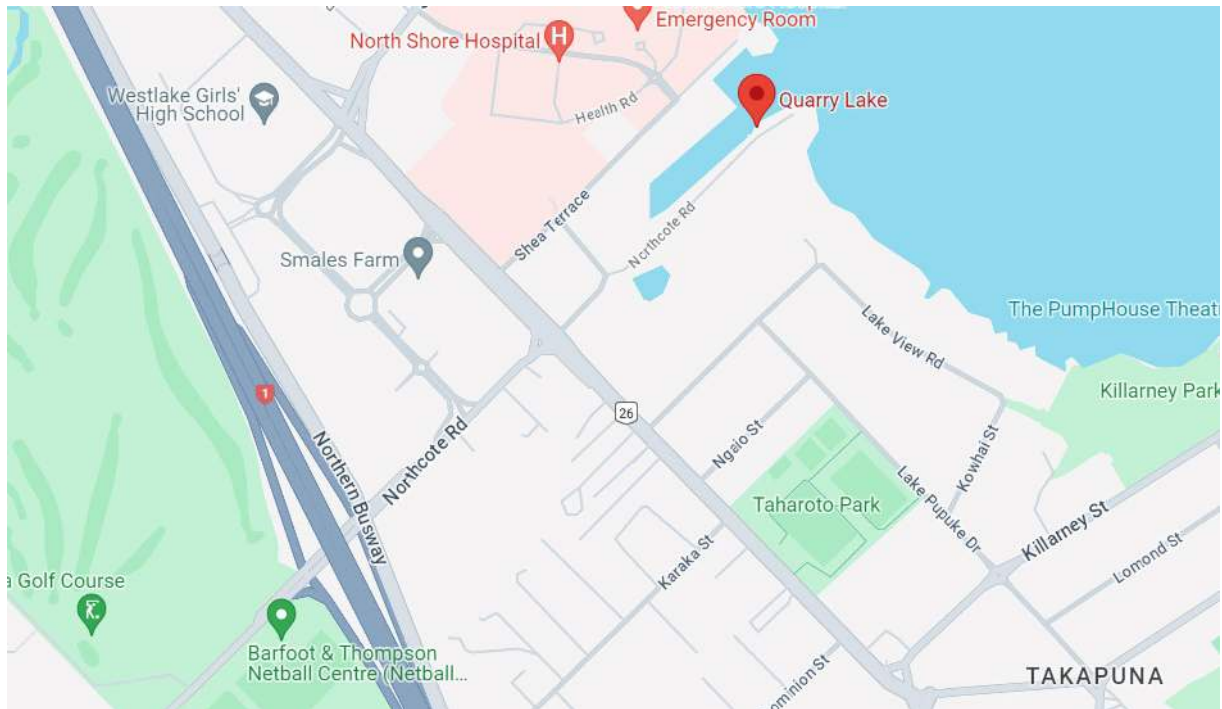 Emergency Room
North Shore Hospital
H
Quarry Lake
Westlake Girls'
High School
Health Rd
Shea Terrace
Northcote Rd
Smales Farm
The PumpHouse Theat
Lake View Rd
Killarney Park
1
26
Northcote Rd
Northern Busway
Ngaio St
Kowhai St
Taharoto Park
Lake Pupuke Dr
Killarney St
Lomond St
Karaka St
a Golf Course
Barfoot & Thompson
Netball Centre (Netball...
ominion St
TAKAPUNA